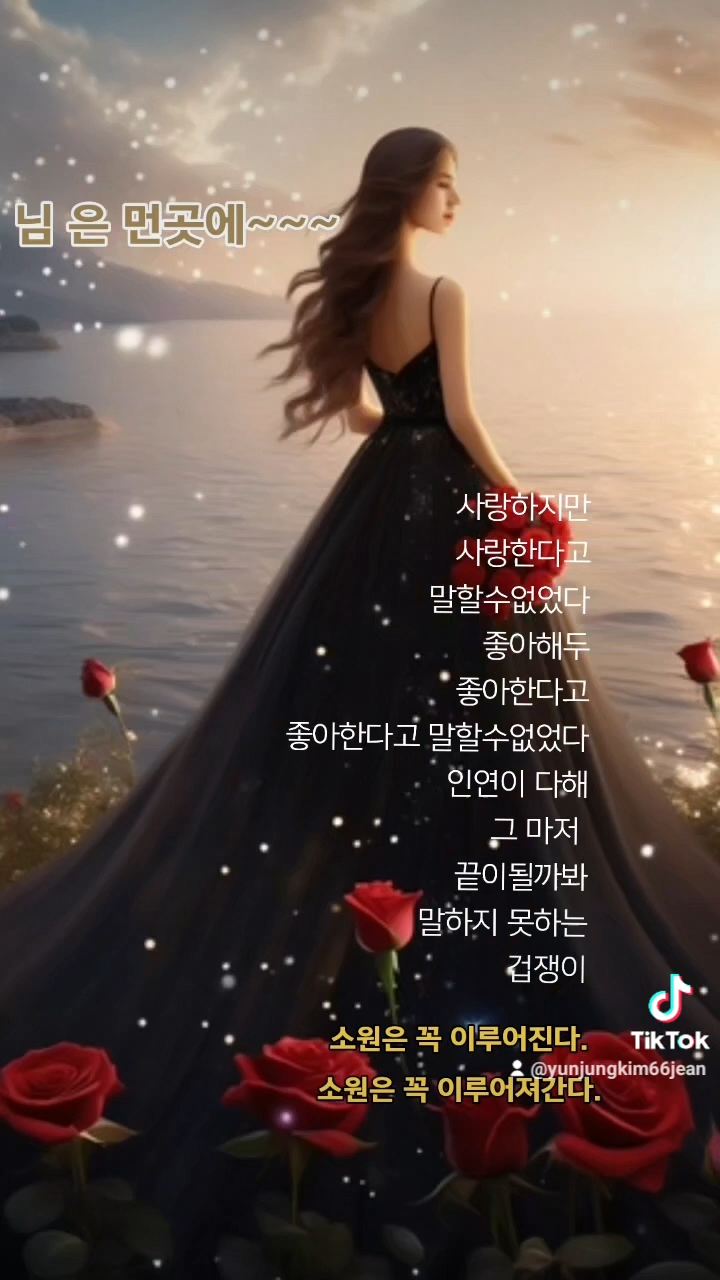 님 은 먼곳에~~~
사랑하지만
사랑한다고
말할수없었다
좋아해두
좋아한다고
좋아한다고 말할수없었다
인연이 다해
그 마저
끝이될까봐
말하지 못하는
겁쟁이
소원은 꼭 이루어진다.
소원은 꼭 이루어져간다.
TikTok
@yunjungkim66jean